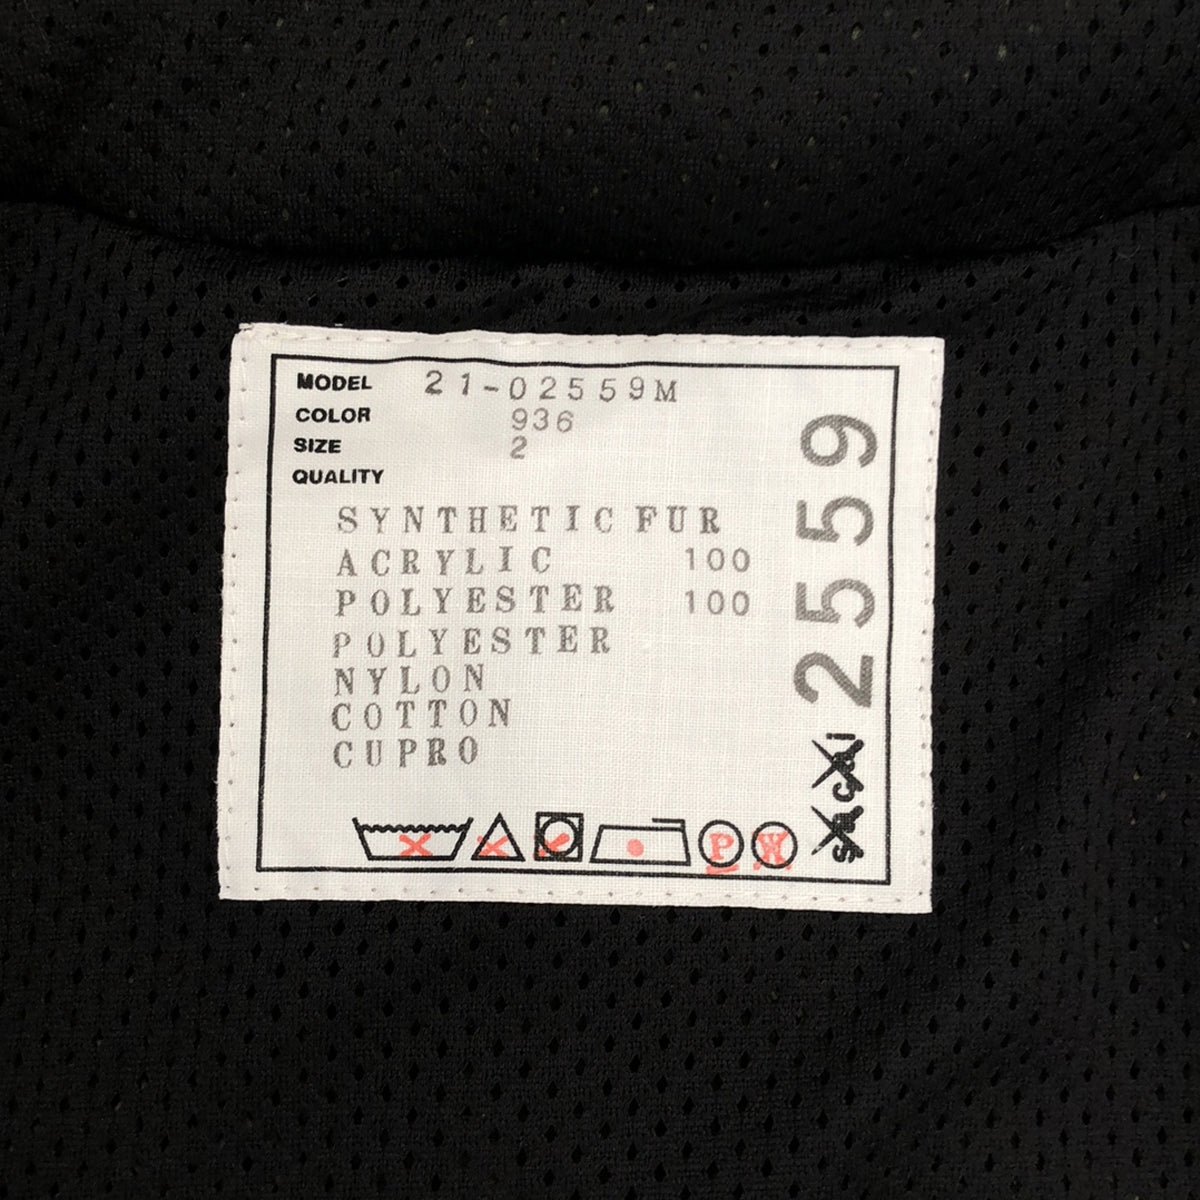 MODEL 21-02559M
COLOR 936
SIZE 2
QUALITY
SYNTHETIC FUR
ACRYLIC 100
POLYESTER 100
POLYESTER
NYLON
COTTON
CUPRO
P W
sacai 2559